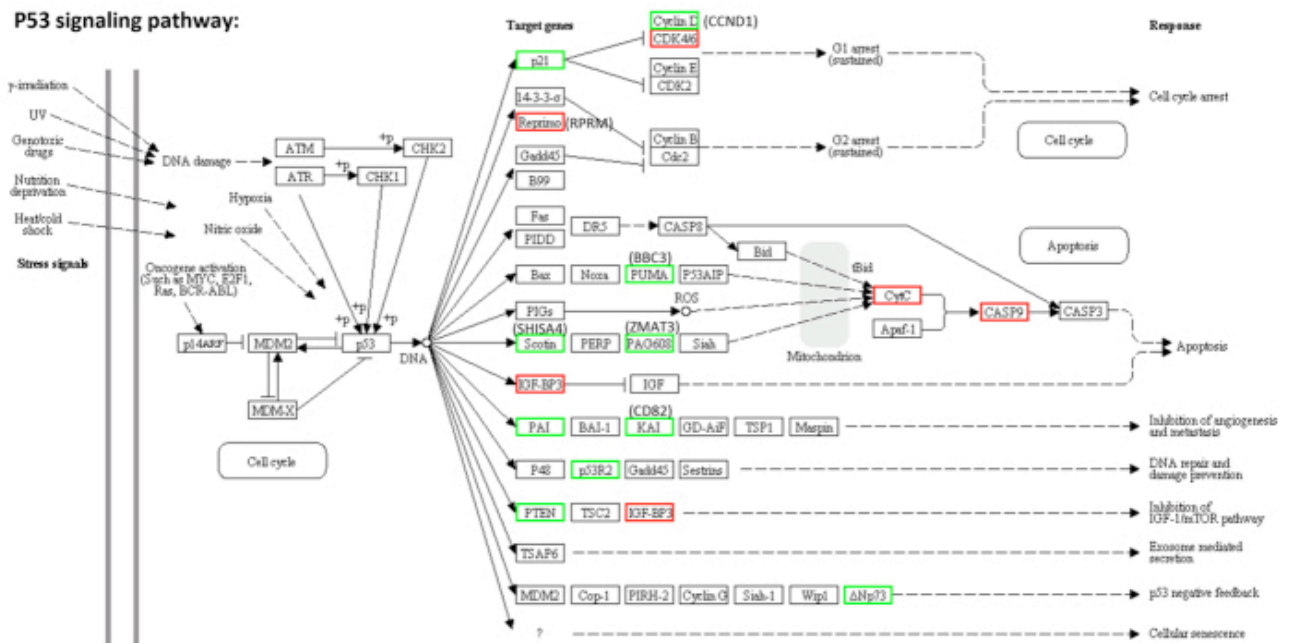 P53 signaling pathway:
Target genes
Response
Cyclin D (CCND1)
CDK4/6
p21
Cyclin E
CDK2
G1 arrest
(sustained)
14-3-3-σ
Reprimo (RPRM)
Cyclin B
Cdc2
G2 arrest
(sustained)
Cell cycle arrest
Cell cycle
Gadd45
B99
γ-irradiation
UV
Genotoxic
drugs
Nutrition
deprivation
Heat/cold
shock
Stress signals
DNA damage
ATM
+p
CHK2
ATR
+p
CHK1
Hypoxia
Nitric oxide
Oncogene activation
(Such as MYC, E2F1,
Ras, BCR-ABL)
+p
+p
+p
p14ARF
MDM2
p53
DNA
MDM-X
Cell cycle
Fas
PIDD
DR5
CASP8
Bid
tBid
Mitochondrion
Apoptosis
(BBC3)
Bax
Noxa
PUMA
P53AIP
CytC
CASP9
CASP3
Apaf-1
PIGs
ROS
(SHISA4)
(ZMAT3)
Scotin
PERP
PAG608
Siah
Apoptosis
IGF-BP3
IGF
(CD82)
PAI
BAI-1
KAI
GD-AiF
TSP1
Maspin
Inhibition of angiogenesis
and metastasis
P48
p53R2
Gadd45
Sestrins
DNA repair and
damage prevention
PTEN
TSC2
IGF-BP3
Inhibition of
IGF-1/mTOR pathway
TSAP6
Exosome mediated
secretion
MDM2
Cop-1
PIRH-2
Cyclin G
Siah-1
Wip1
ΔNp73
p53 negative feedback
?
Cellular senescence